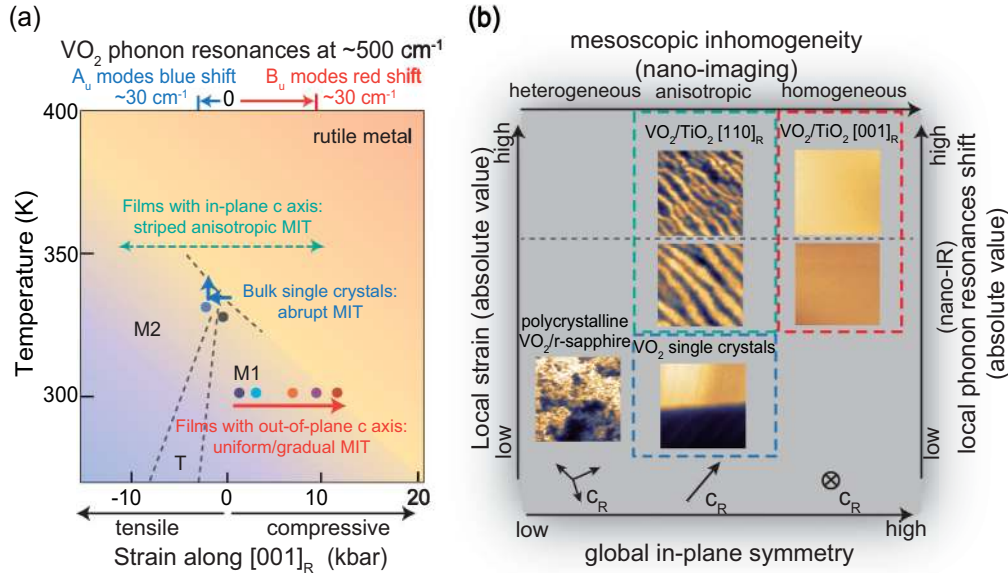 (a)
VO2 phonon resonances at ~500 cm-1
Au modes blue shift
~30 cm-1
0
Bu modes red shift
~30 cm-1
400
350
300
Temperature (K)
rutile metal
Films with in-plane c axis:
striped anisotropic MIT
Bulk single crystals:
abrupt MIT
M2
M1
T
Films with out-of-plane c axis:
uniform/gradual MIT
-10
0
10
20
tensile
compressive
Strain along [001]R (kbar)
(b)
mesoscopic inhomogeneity
(nano-imaging)
heterogeneous
anisotropic
homogeneous
high
Local strain (absolute value)
low
VO2/TiO2 [110]R
VO2/TiO2 [001]R
polycrystalline
VO2/r-sapphire
VO2 single crystals
cR
cR
cR
high
(nano-IR)
local phonon resonances shift
(absolute value)
low
low
high
global in-plane symmetry